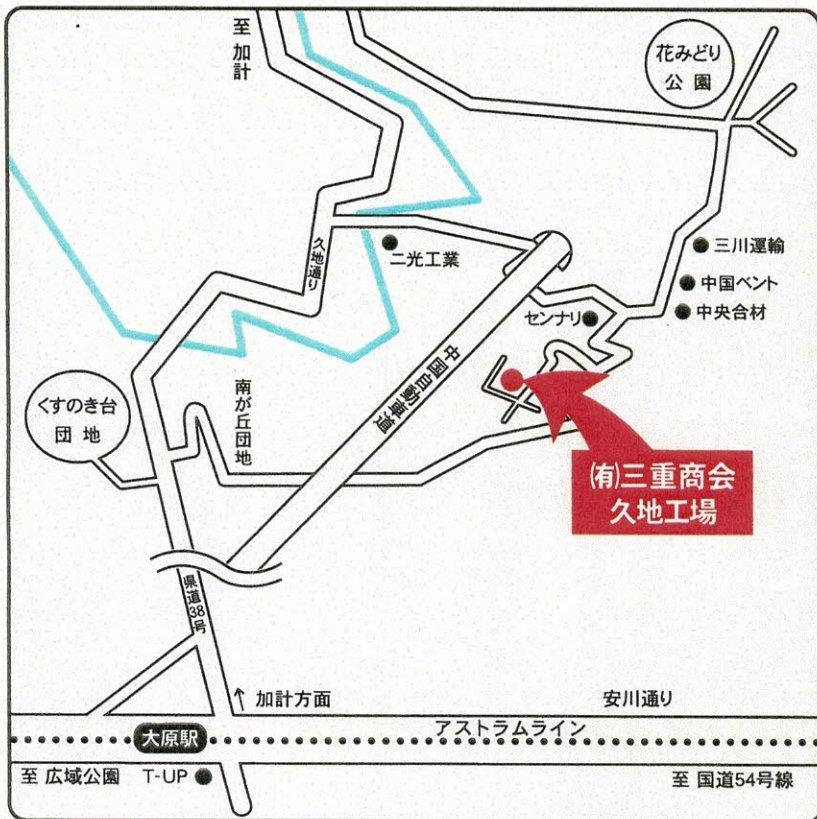 至 加計
花みどり
公 園
久地通り
二光工業
三川運輸
中国ベント
中央合材
センナリ
中国自動車道
南が丘団地
くすのき台
団 地
㈲三重商会
久地工場
県道38号
↑ 加計方面
安川通り
アストラムライン
大原駅
至 広域公園
T-UP
至 国道54号線